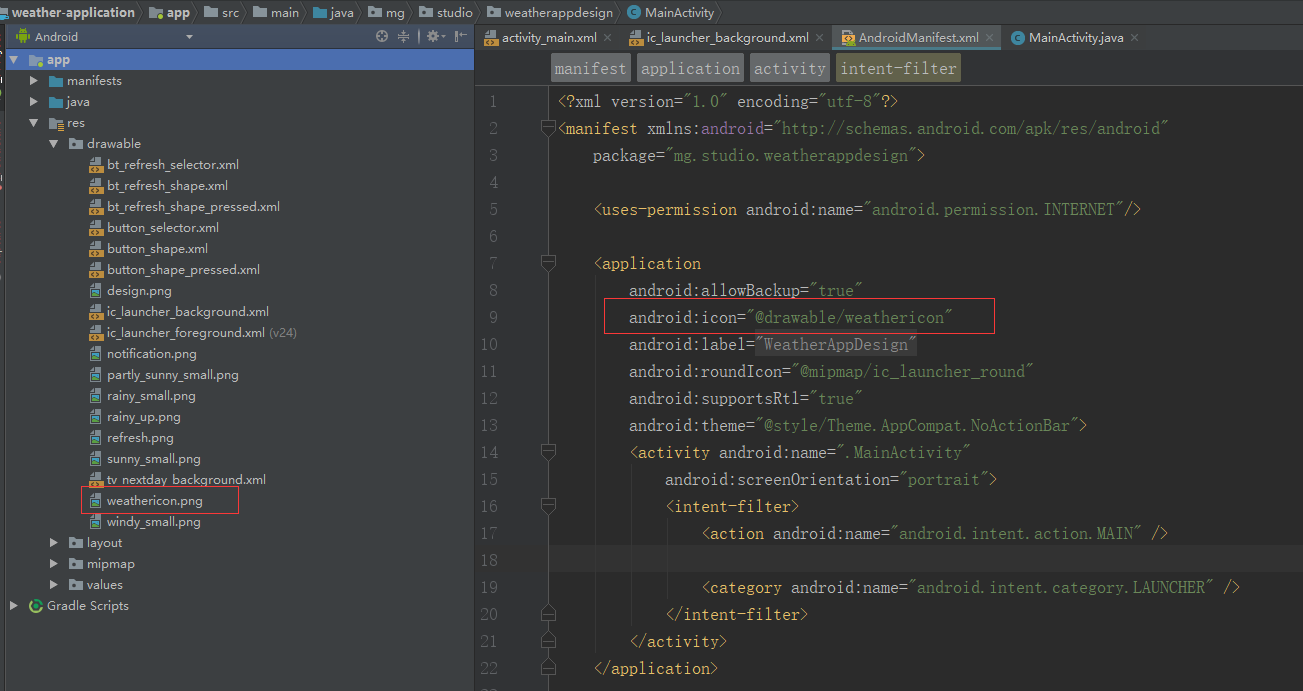 weather-application app src main java mg studio weatherappdesign MainActivity
Android
activity_main.xml ic_launcher_background.xml AndroidManifest.xml MainActivity.java
app
manifests
java
res
drawable
bt_refresh_selector.xml
bt_refresh_shape.xml
bt_refresh_shape_pressed.xml
button_selector.xml
button_shape.xml
button_shape_pressed.xml
design.png
ic_launcher_background.xml
ic_launcher_foreground.xml (v24)
notification.png
partly_sunny_small.png
rainy_small.png
rainy_up.png
refresh.png
sunny_small.png
tv_nextday_background.xml
weathericon.png
windy_small.png
layout
mipmap
values
Gradle Scripts
manifest application activity intent-filter
1 <?xml version="1.0" encoding="utf-8"?>
2 <manifest xmlns:android="http://schemas.android.com/apk/res/android"
3 package="mg.studio.weatherappdesign">
4
5 <uses-permission android:name="android.permission.INTERNET"/>
6
7 <application
8 android:allowBackup="true"
9 android:icon="@drawable/weathericon"
10 android:label="WeatherAppDesign"
11 android:roundIcon="@mipmap/ic_launcher_round"
12 android:supportsRtl="true"
13 android:theme="@style/Theme.AppCompat.NoActionBar">
14 <activity android:name=".MainActivity"
15 android:screenOrientation="portrait">
16 <intent-filter>
17 <action android:name="android.intent.action.MAIN" />
18
19 <category android:name="android.intent.category.LAUNCHER" />
20 </intent-filter>
21 </activity>
22 </application>